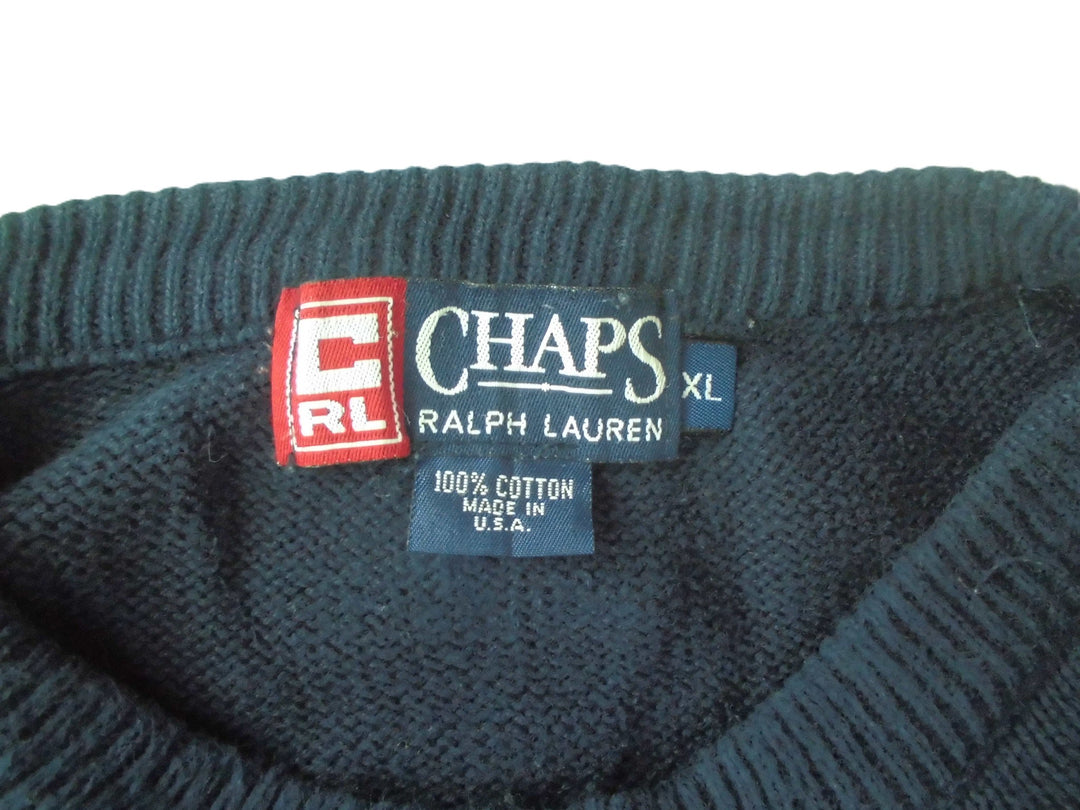 C
RL
CHAPS
RALPH LAUREN
XL
100% COTTON
MADE IN
U.S.A.